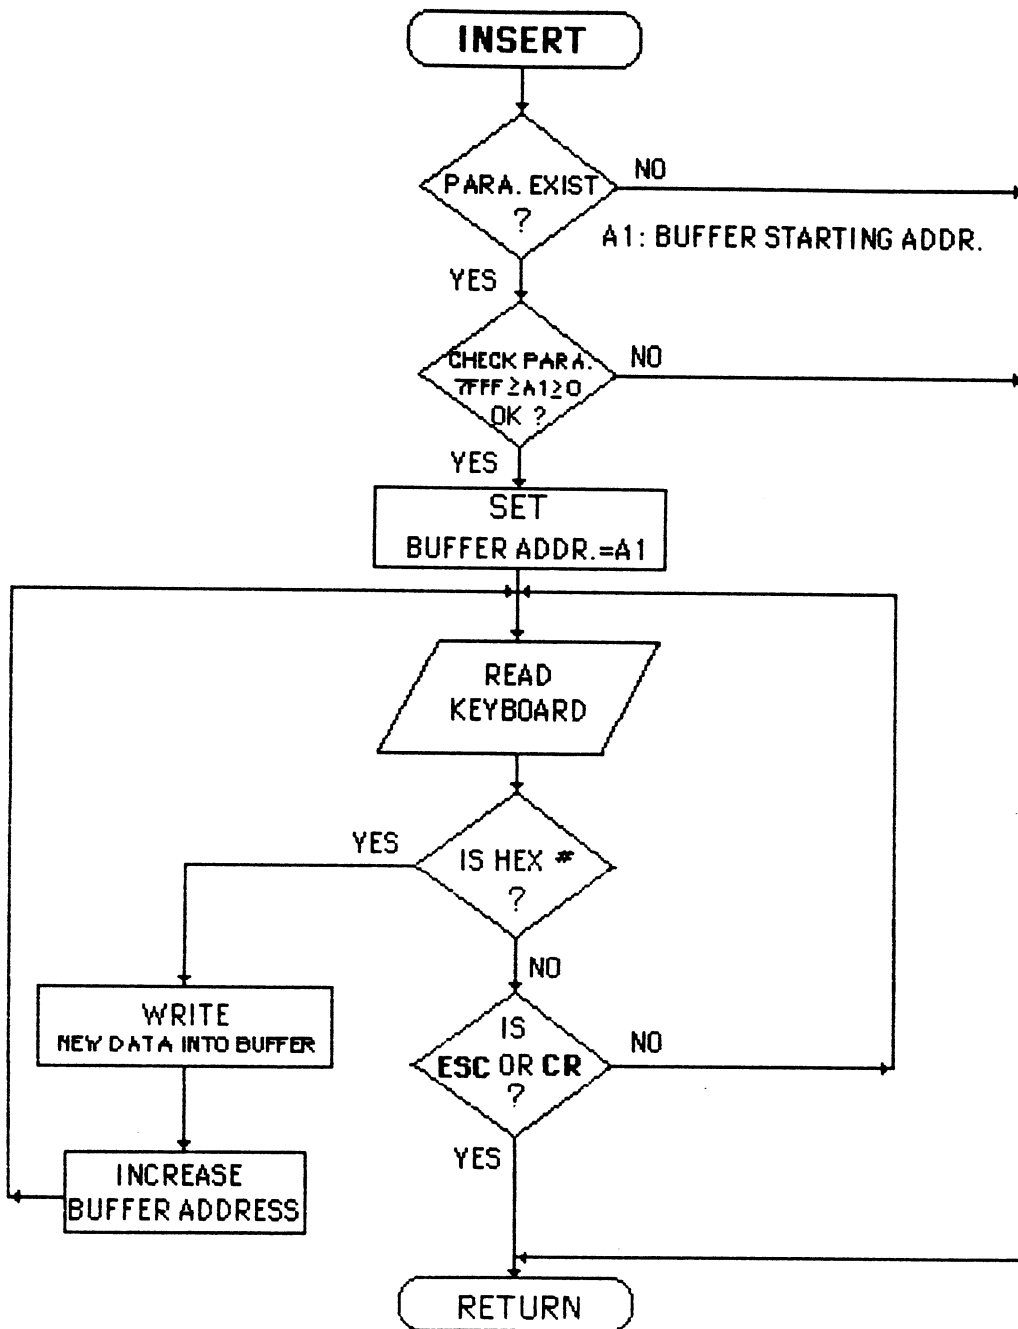 INSERT
PARA. EXIST
?
NO
A1: BUFFER STARTING ADDR.
YES
CHECK PARA.
7FFF ≥A1≥0
OK ?
NO
YES
SET
BUFFER ADDR.=A1
READ
KEYBOARD
IS HEX #
?
YES
NO
WRITE
NEW DATA INTO BUFFER
IS
ESC OR CR
?
NO
YES
INCREASE
BUFFER ADDRESS
RETURN